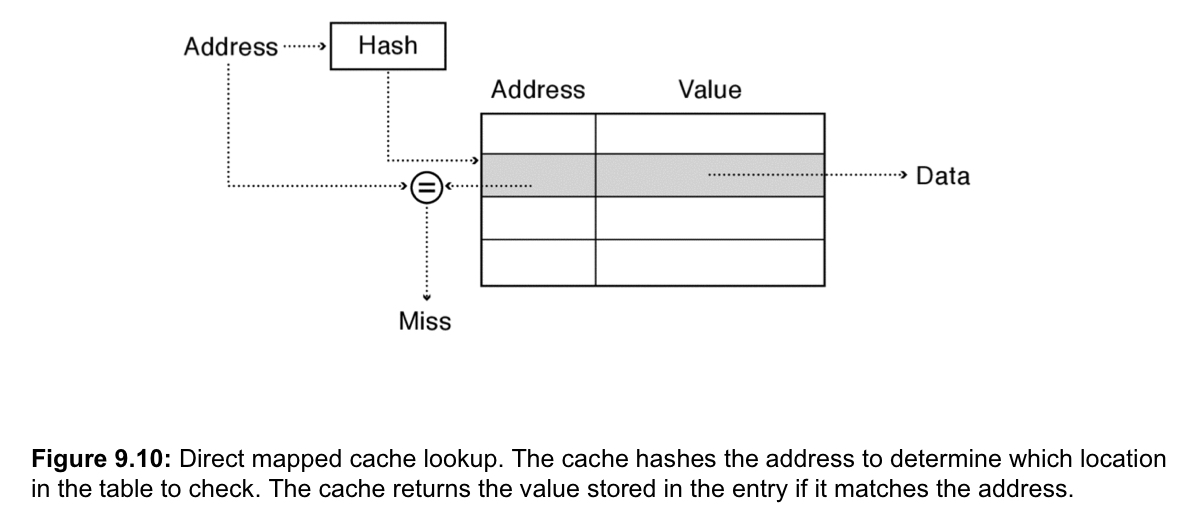 Address
Hash
Address Value
=
Data
Miss
Figure 9.10: Direct mapped cache lookup. The cache hashes the address to determine which location
in the table to check. The cache returns the value stored in the entry if it matches the address.